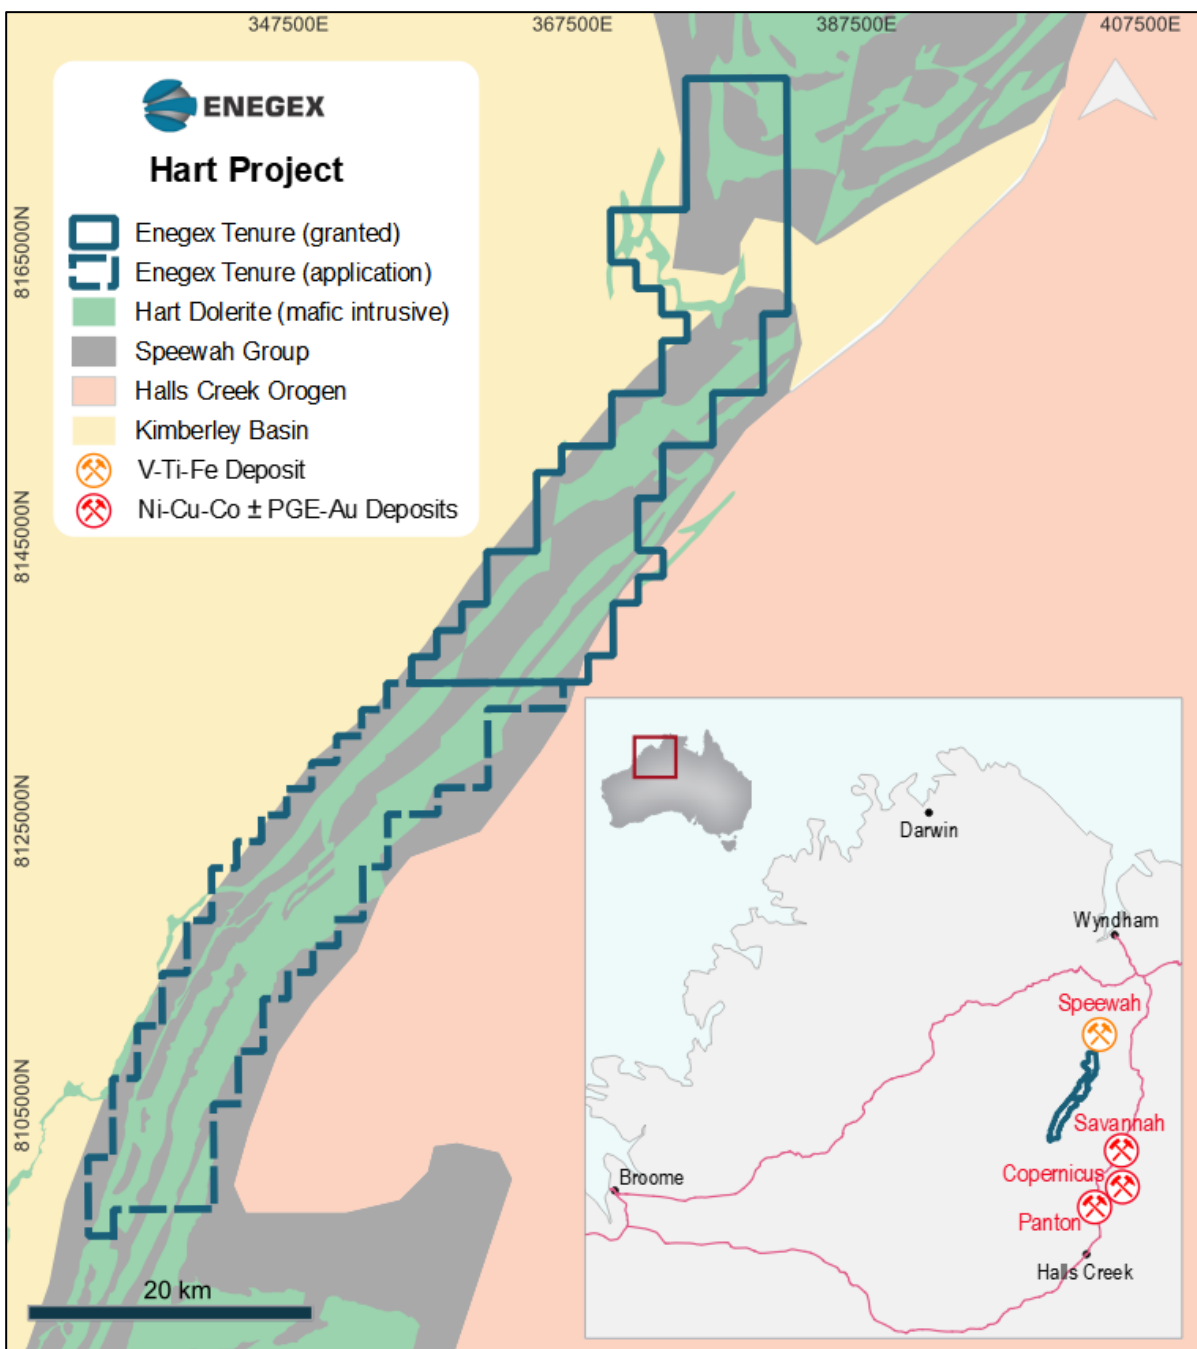 347500E
367500E
387500E
407500E
ENEGEX
Hart Project
Enegex Tenure (granted)
Enegex Tenure (application)
Hart Dolerite (mafic intrusive)
Speewah Group
Halls Creek Orogen
Kimberley Basin
V-Ti-Fe Deposit
Ni-Cu-Co ± PGE-Au Deposits
8165000N
8145000N
8125000N
8105000N
20 km
Darwin
Wyndham
Speewah
Savannah
Copernicus
Broome
Panton
Halls Creek